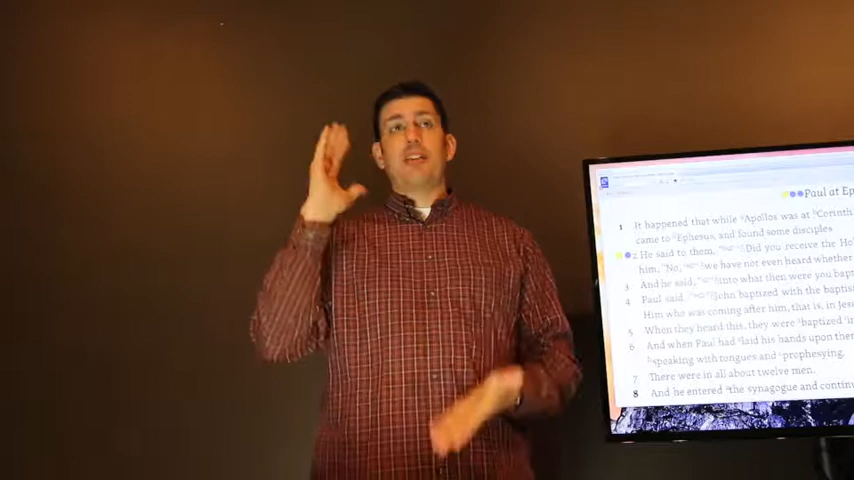 Paul at Ep
1 It happened that while Apollos was at Corinth
came to Ephesus, and found some disciples
2 He said to them, "Did you receive the Holy
him, "No, we have not even heard whether
3 And he said, "Into what then were you bap
4 Paul said, "John baptized with the baptis
Him who was coming after him, that is, in Jes
5 When they heard this, they were baptized in
6 And when Paul had laid his hands upon then
speaking with tongues and prophesying.
7 There were in all about twelve men.
8 And he entered the synagogue and continu